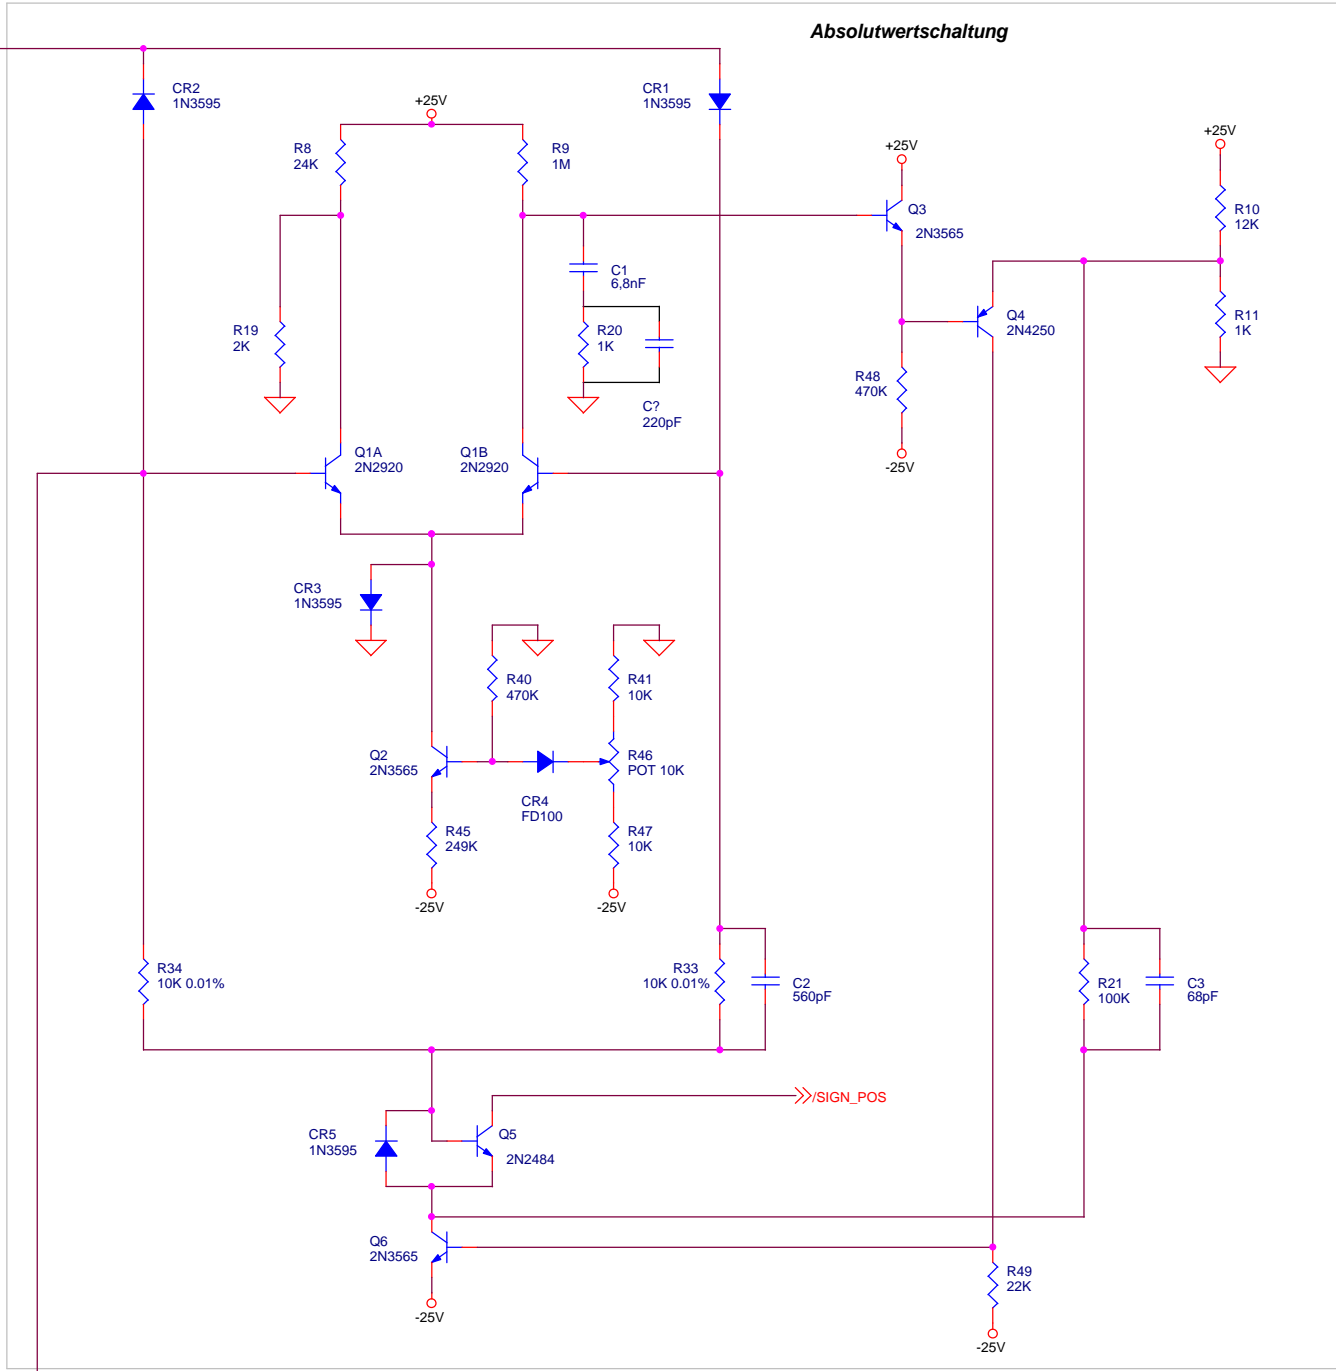 Absolutwertschaltung
CR2
1N3595
CR1
1N3595
+25V
R8
24K
R9
1M
+25V
+25V
Q3
2N3565
R10
12K
C1
6,8nF
R19
2K
R20
1K
Q4
2N4250
R11
1K
R48
470K
C?
220pF
-25V
Q1A
2N2920
Q1B
2N2920
CR3
1N3595
R40
470K
R41
10K
Q2
2N3565
R46
POT 10K
CR4
FD100
R45
249K
R47
10K
-25V
-25V
R34
10K 0.01%
R33
10K 0.01%
C2
560pF
R21
100K
C3
68pF
/SIGN_POS
CR5
1N3595
Q5
2N2484
Q6
2N3565
R49
22K
-25V
-25V